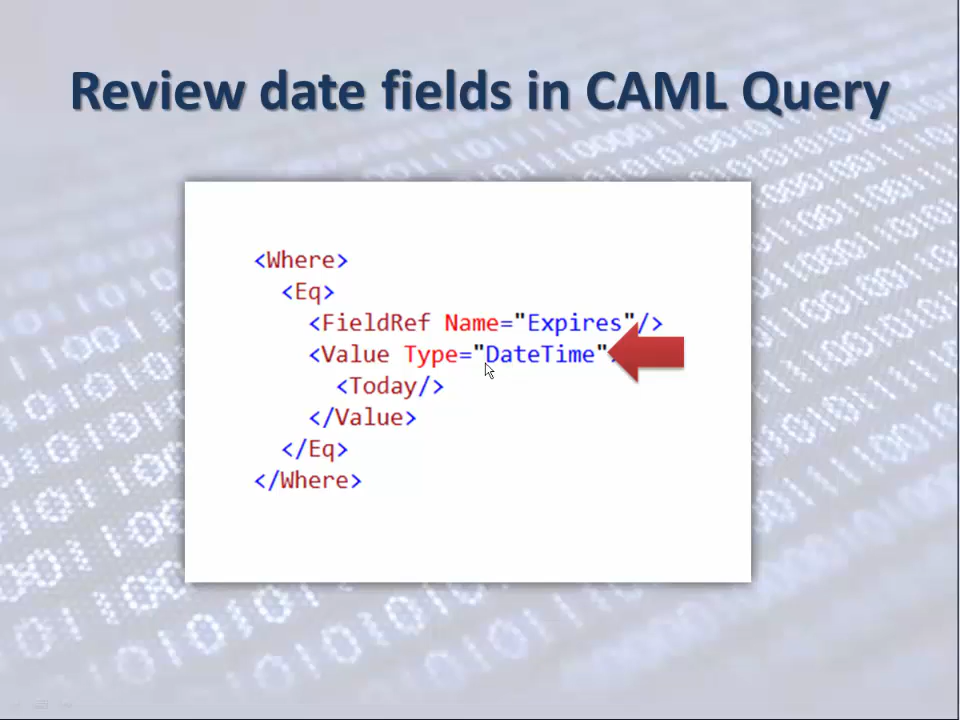 Review date fields in CAML Query
<Where>
<Eq>
<FieldRef Name="Expires"/>
<Value Type="DateTime">
<Today/>
</Value>
</Eq>
</Where>